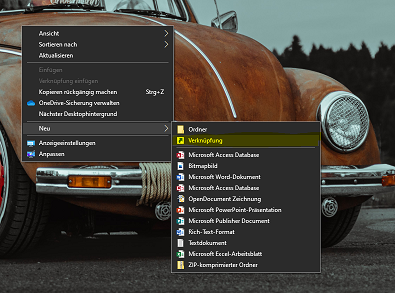 Ansicht
Sortieren nach
Aktualisieren
Einfügen
Verknüpfung einfügen
Kopieren rückgängig machen Strg+Z
OneDrive-Sicherung verwalten
Nächster Desktophintergrund
Neu
Anzeigeeinstellungen
Anpassen
Ordner
Verknüpfung
Microsoft Access Database
Bitmapbild
Microsoft Word-Dokument
Microsoft Access Database
OpenDocument Zeichnung
Microsoft PowerPoint-Präsentation
Microsoft Publisher Document
Rich-Text-Format
Textdokument
Microsoft Excel-Arbeitsblatt
ZIP-komprimierter Ordner